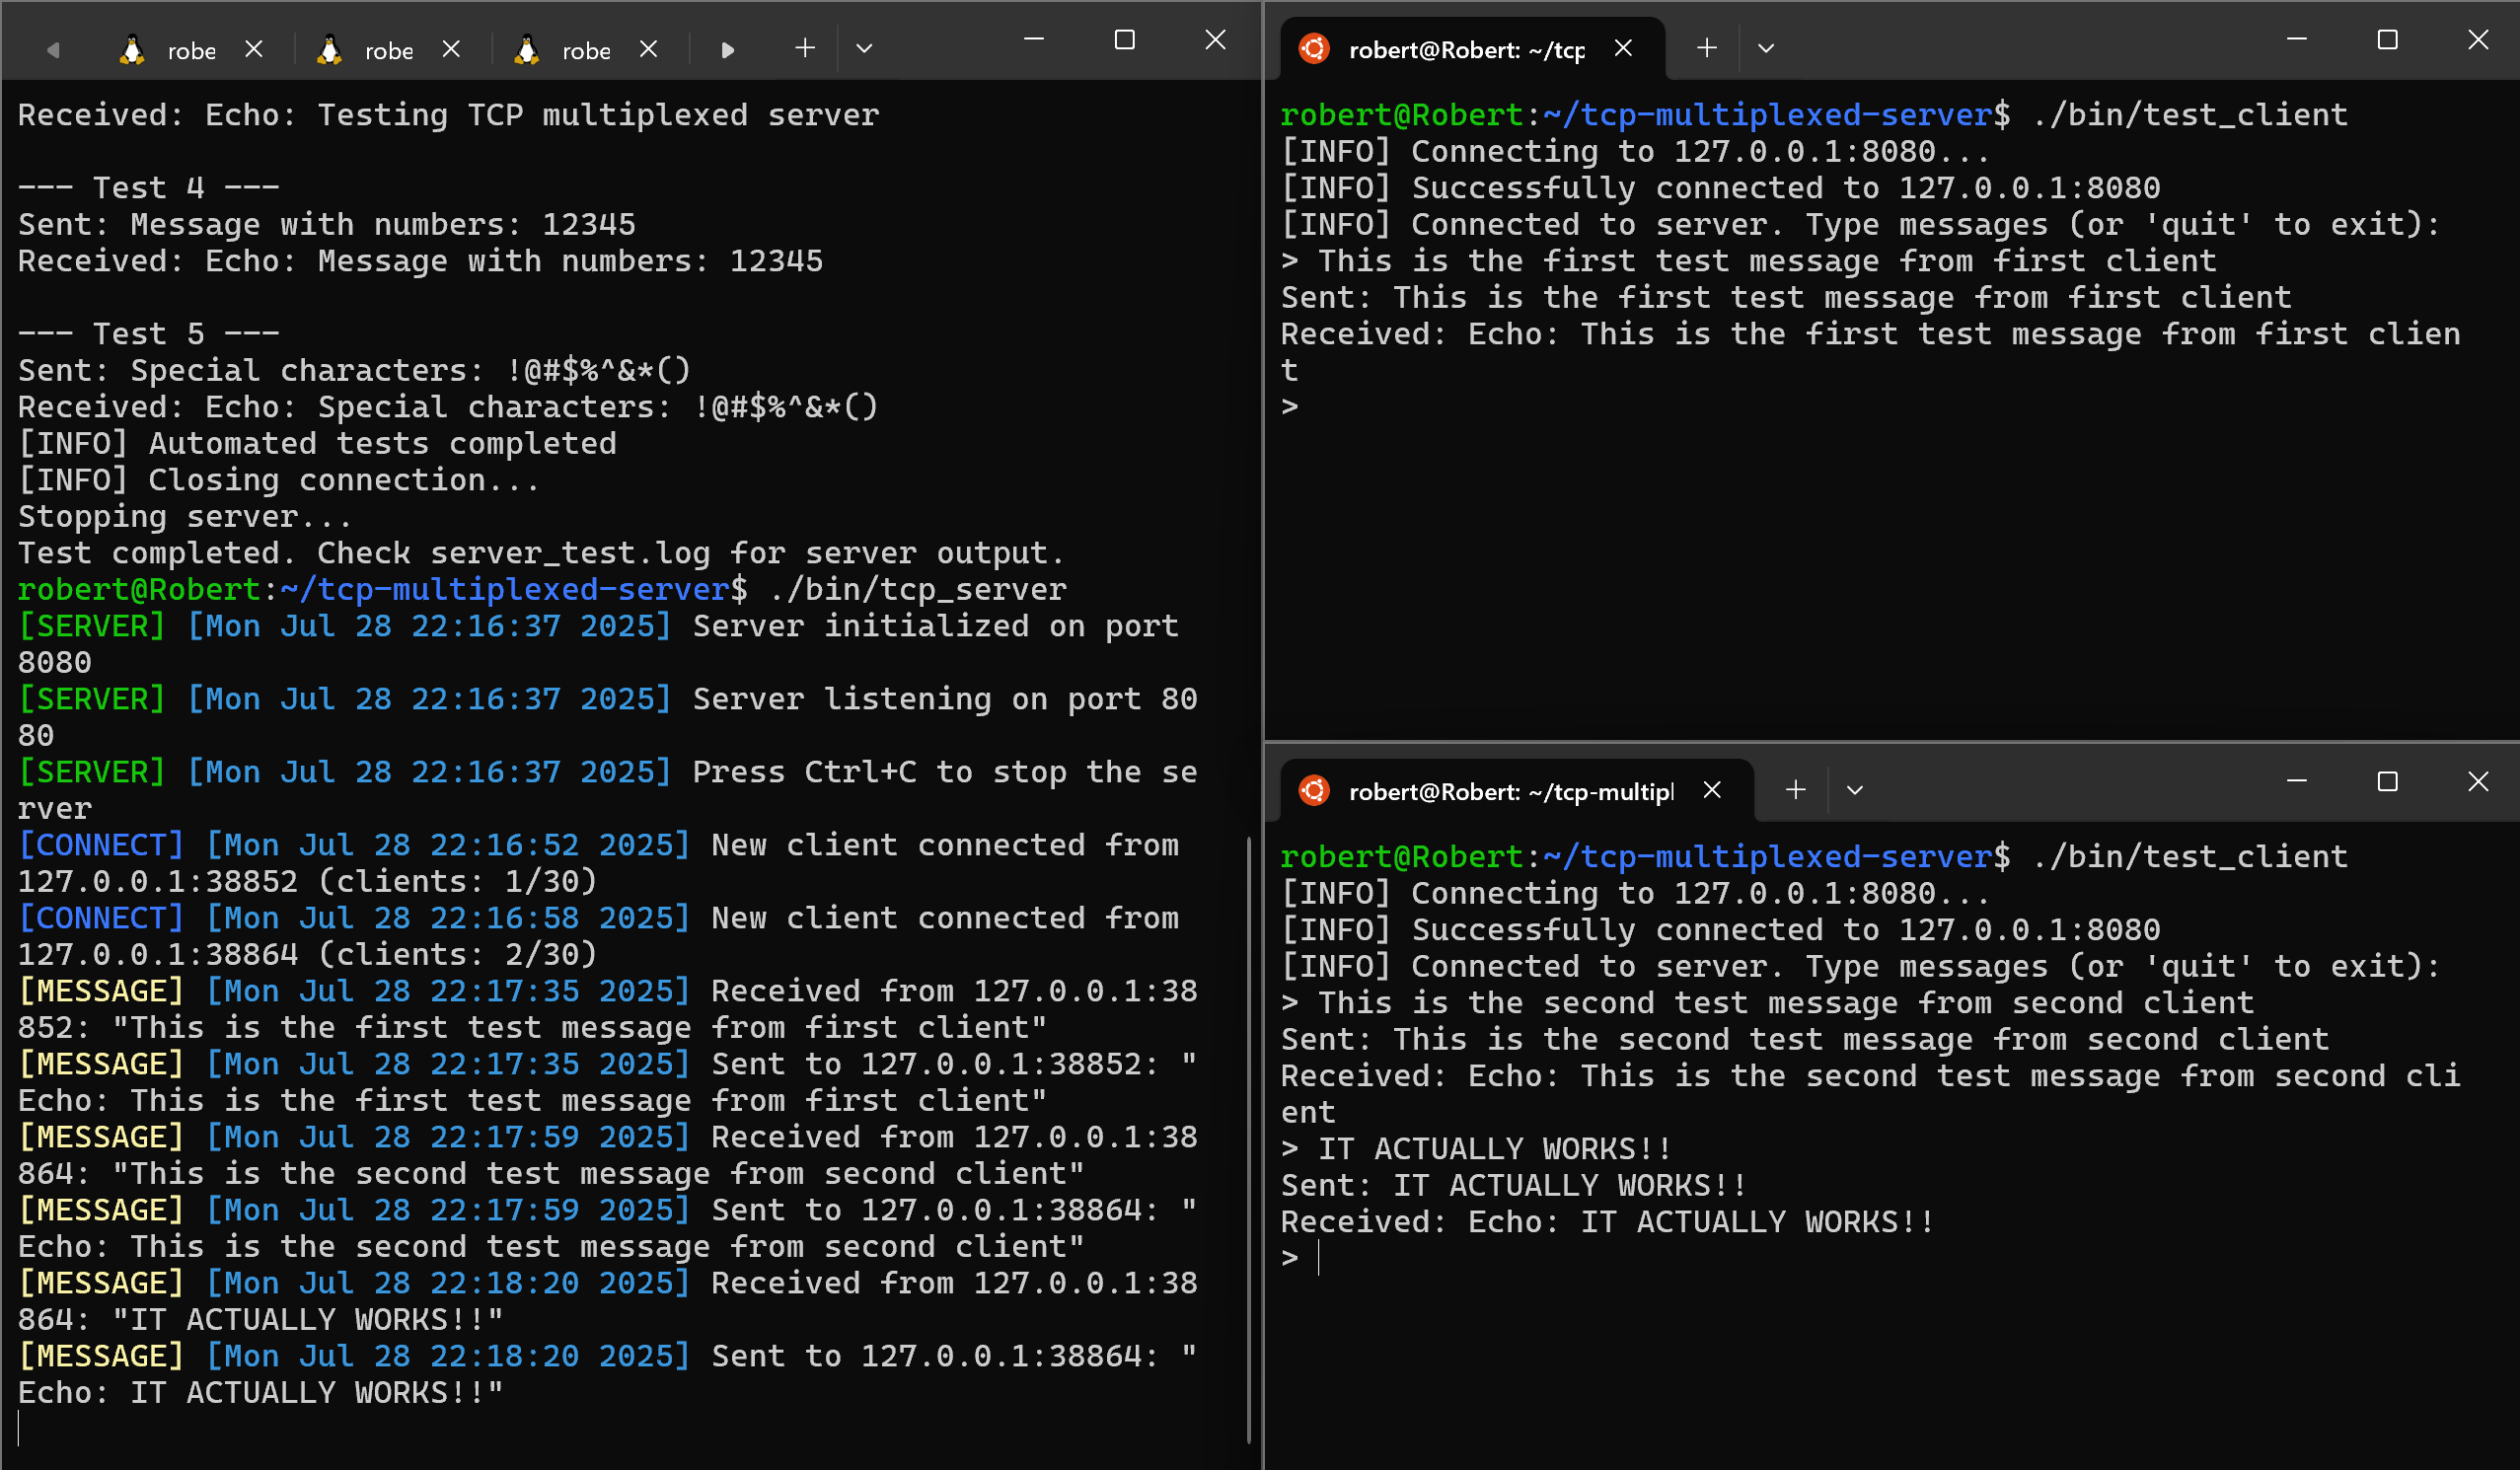 robe
robe
robe
Received: Echo: Testing TCP multiplexed server
--- Test 4 ---
Sent: Message with numbers: 12345
Received: Echo: Message with numbers: 12345
--- Test 5 ---
Sent: Special characters: !@#$%^&*()
Received: Echo: Special characters: !@#$%^&*()
[INFO] Automated tests completed
[INFO] Closing connection...
Stopping server...
Test completed. Check server_test.log for server output.
robert@Robert:~/tcp-multiplexed-server$ ./bin/tcp_server
[SERVER] [Mon Jul 28 22:16:37 2025] Server initialized on port
8080
[SERVER] [Mon Jul 28 22:16:37 2025] Server listening on port 80
80
[SERVER] [Mon Jul 28 22:16:37 2025] Press Ctrl+C to stop the se
rver
[CONNECT] [Mon Jul 28 22:16:52 2025] New client connected from
127.0.0.1:38852 (clients: 1/30)
[CONNECT] [Mon Jul 28 22:16:58 2025] New client connected from
127.0.0.1:38864 (clients: 2/30)
[MESSAGE] [Mon Jul 28 22:17:35 2025] Received from 127.0.0.1:38
852: "This is the first test message from first client"
[MESSAGE] [Mon Jul 28 22:17:35 2025] Sent to 127.0.0.1:38852: "
Echo: This is the first test message from first client"
[MESSAGE] [Mon Jul 28 22:17:59 2025] Received from 127.0.0.1:38
864: "This is the second test message from second client"
[MESSAGE] [Mon Jul 28 22:17:59 2025] Sent to 127.0.0.1:38864: "
Echo: This is the second test message from second client"
[MESSAGE] [Mon Jul 28 22:18:20 2025] Received from 127.0.0.1:38
864: "IT ACTUALLY WORKS!!"
[MESSAGE] [Mon Jul 28 22:18:20 2025] Sent to 127.0.0.1:38864: "
Echo: IT ACTUALLY WORKS!!"
robert@Robert: ~/tcp
robert@Robert:~/tcp-multiplexed-server$ ./bin/test_client
[INFO] Connecting to 127.0.0.1:8080...
[INFO] Successfully connected to 127.0.0.1:8080
[INFO] Connected to server. Type messages (or 'quit' to exit):
> This is the first test message from first client
Sent: This is the first test message from first client
Received: Echo: This is the first test message from first clien
t
>
robert@Robert: ~/tcp-multipl
robert@Robert:~/tcp-multiplexed-server$ ./bin/test_client
[INFO] Connecting to 127.0.0.1:8080...
[INFO] Successfully connected to 127.0.0.1:8080
[INFO] Connected to server. Type messages (or 'quit' to exit):
> This is the second test message from second client
Sent: This is the second test message from second client
Received: Echo: This is the second test message from second cli
ent
> IT ACTUALLY WORKS!!
Sent: IT ACTUALLY WORKS!!
Received: Echo: IT ACTUALLY WORKS!!
>